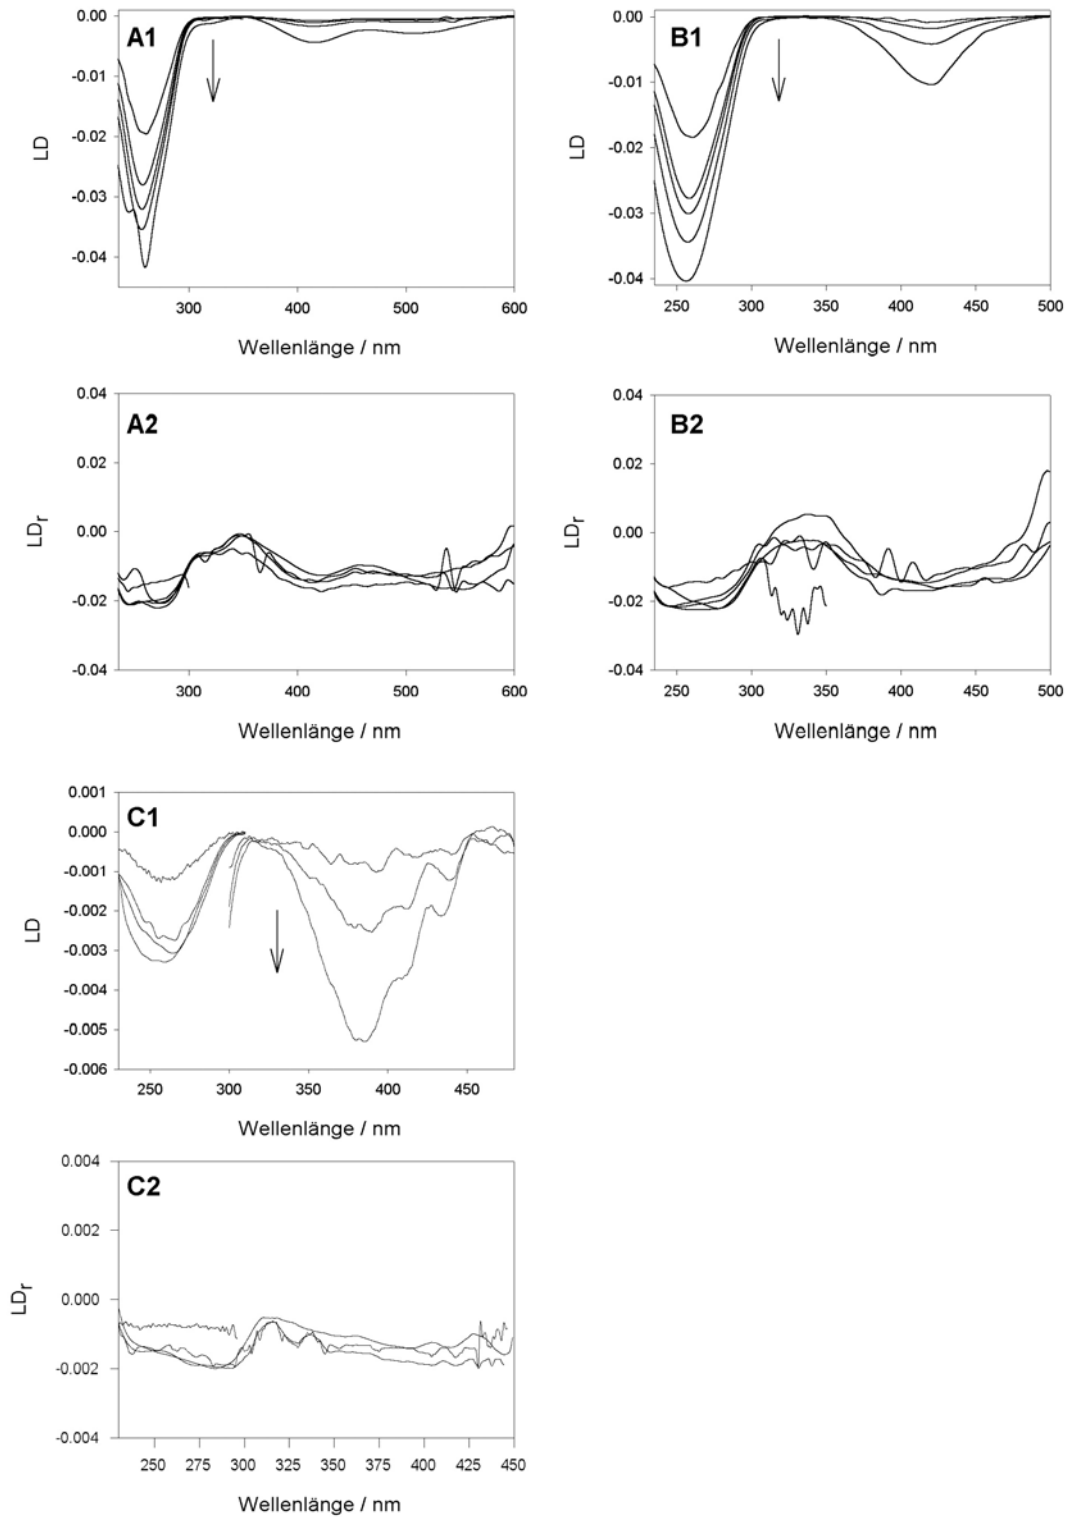 A1
0.00
-0.01
-0.02
-0.03
-0.04
LD
300 400 500 600
Wellenlänge / nm
B1
0.00
-0.01
-0.02
-0.03
-0.04
LD
250 300 350 400 450 500
Wellenlänge / nm
A2
0.04
0.02
0.00
-0.02
-0.04
LDr
300 400 500 600
Wellenlänge / nm
B2
0.04
0.02
0.00
-0.02
-0.04
LDr
250 300 350 400 450 500
Wellenlänge / nm
C1
0.001
0.000
-0.001
-0.002
-0.003
-0.004
-0.005
-0.006
LD
250 300 350 400 450
Wellenlänge / nm
C2
0.004
0.002
0.000
-0.002
-0.004
LDr
250 275 300 325 350 375 400 425 450
Wellenlänge / nm